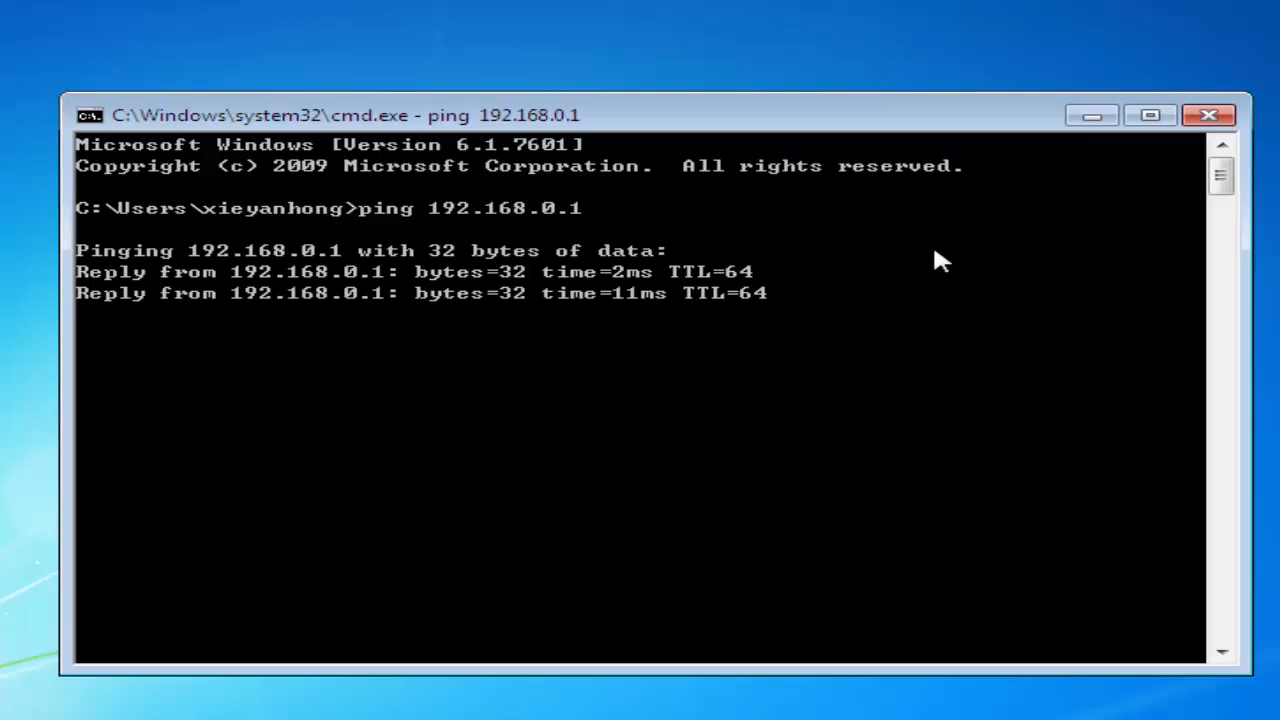 C:\Windows\system32\cmd.exe - ping 192.168.0.1
Microsoft Windows [Version 6.1.7601]
Copyright (c) 2009 Microsoft Corporation. All rights reserved.
C:\Users\xieyanhong>ping 192.168.0.1
Pinging 192.168.0.1 with 32 bytes of data:
Reply from 192.168.0.1: bytes=32 time=2ms TTL=64
Reply from 192.168.0.1: bytes=32 time=11ms TTL=64